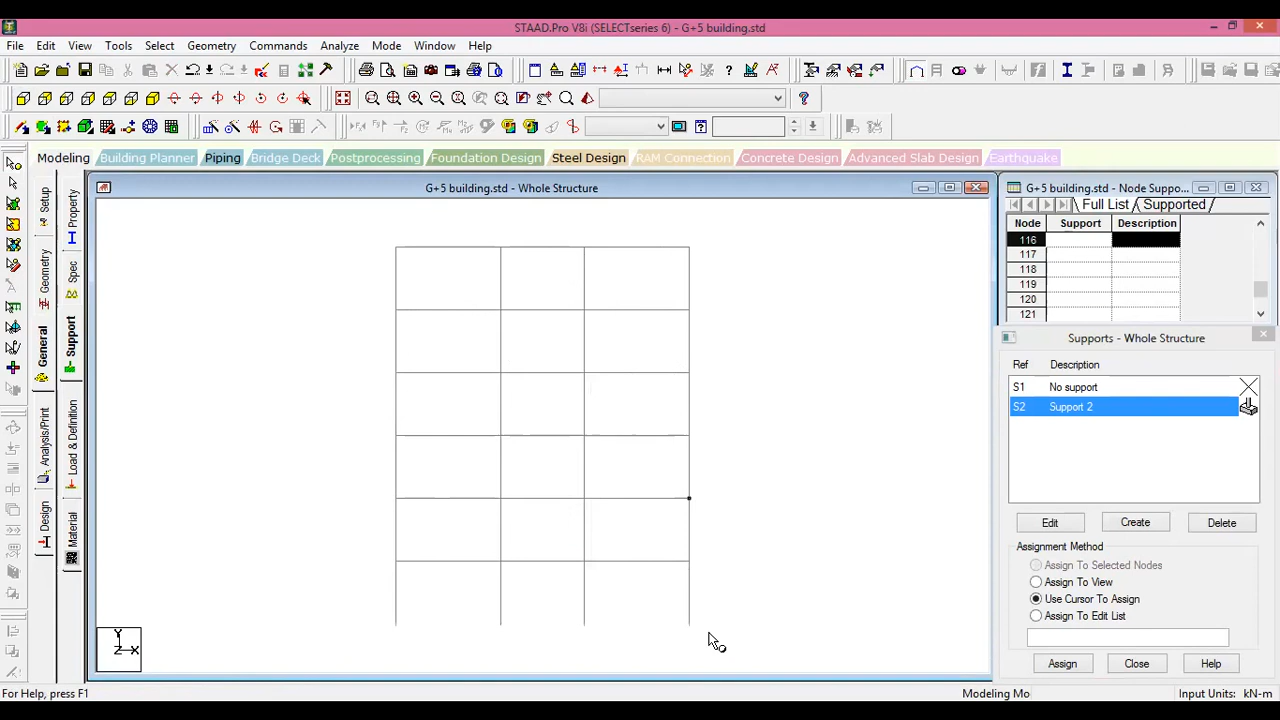 STAAD.Pro V8i (SELECTseries 6) - G+5 building.std
File Edit View Tools Select Geometry Commands Analyze Mode Window Help
Modeling Building Planner Piping Bridge Deck Postprocessing Foundation Design Steel Design RAM Connection Concrete Design Advanced Slab Design Earthquake
G+5 building.std - Whole Structure
G+5 building.std - Node Suppo...
Full List Supported
Node Support Description
116
117
118
119
120
121
Setup
Geometry
General
Analysis/Print
Design
Property
Spec
Support
Load & Definition
Material
Supports - Whole Structure
Ref Description
S1 No support
S2 Support 2
Edit Create Delete
Assignment Method
Assign To Selected Nodes
Assign To View
Use Cursor To Assign
Assign To Edit List
Assign Close Help
Y
Z X
For Help, press F1
Modeling Mo
Input Units: kN-m